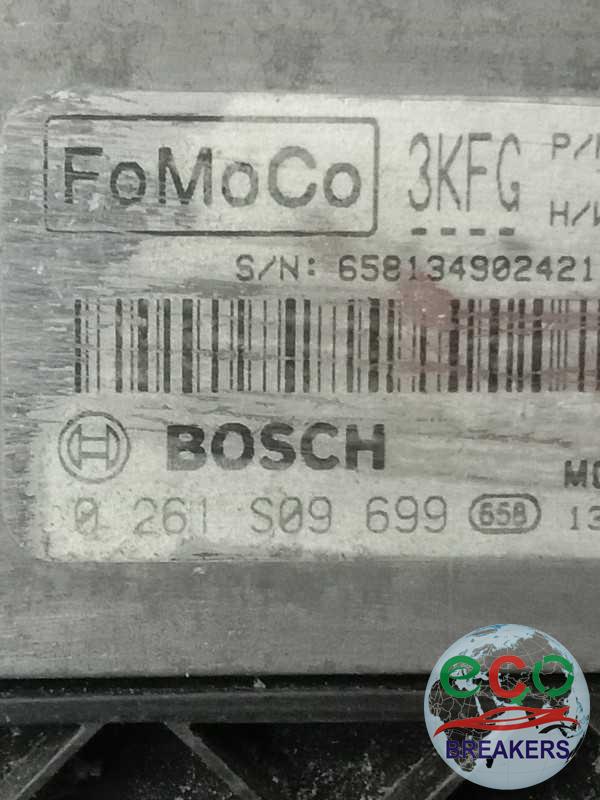 FoMoCo 3KFG P/
H/
S/N: 658134902421
BOSCH
0 261 S09 699 658 13
eco
BREAKERS